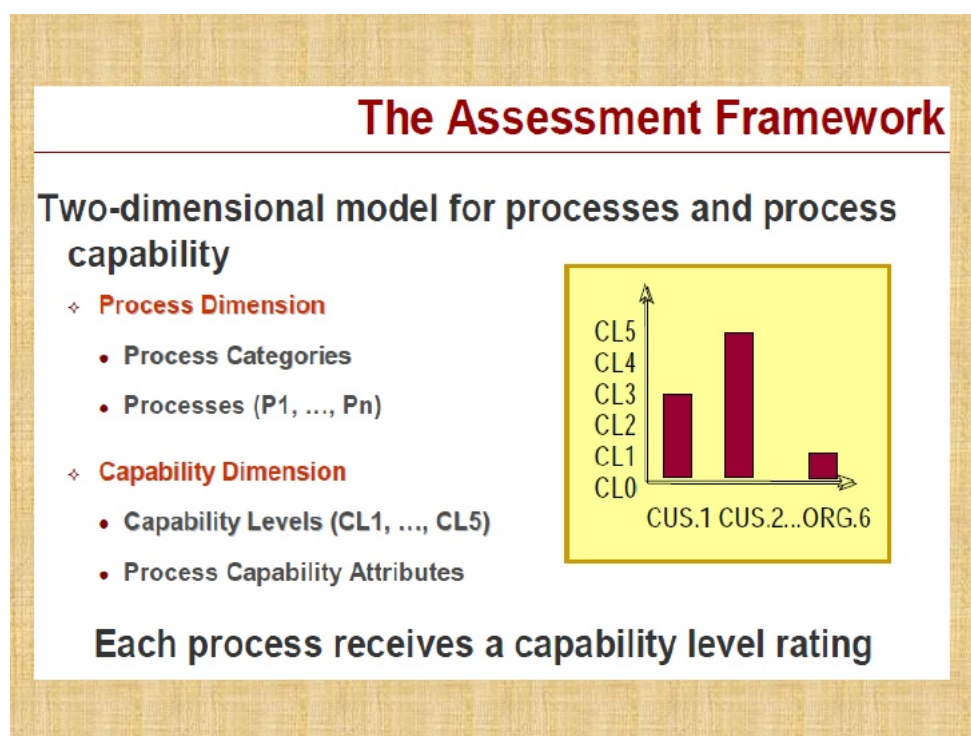 The Assessment Framework
Two-dimensional model for processes and process
capability
✧ Process Dimension
• Process Categories
• Processes (P1, ..., Pn)
✧ Capability Dimension
• Capability Levels (CL1, ..., CL5)
• Process Capability Attributes
CL5
CL4
CL3
CL2
CL1
CL0
CUS.1 CUS.2...ORG.6
Each process receives a capability level rating